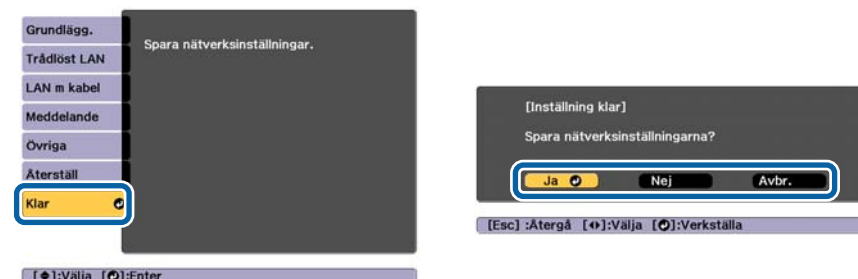 Grundlägg.
Trådlöst LAN
LAN m kabel
Meddelande
Övriga
Återställ
Klar
Spara nätverksinställningar.
[◆]:Välja [↵]:Enter
[Inställning klar]
Spara nätverksinställningarna?
Ja Nej Avbr.
[Esc] :Återgå [◀▶]:Välja [↵]:Verkställa